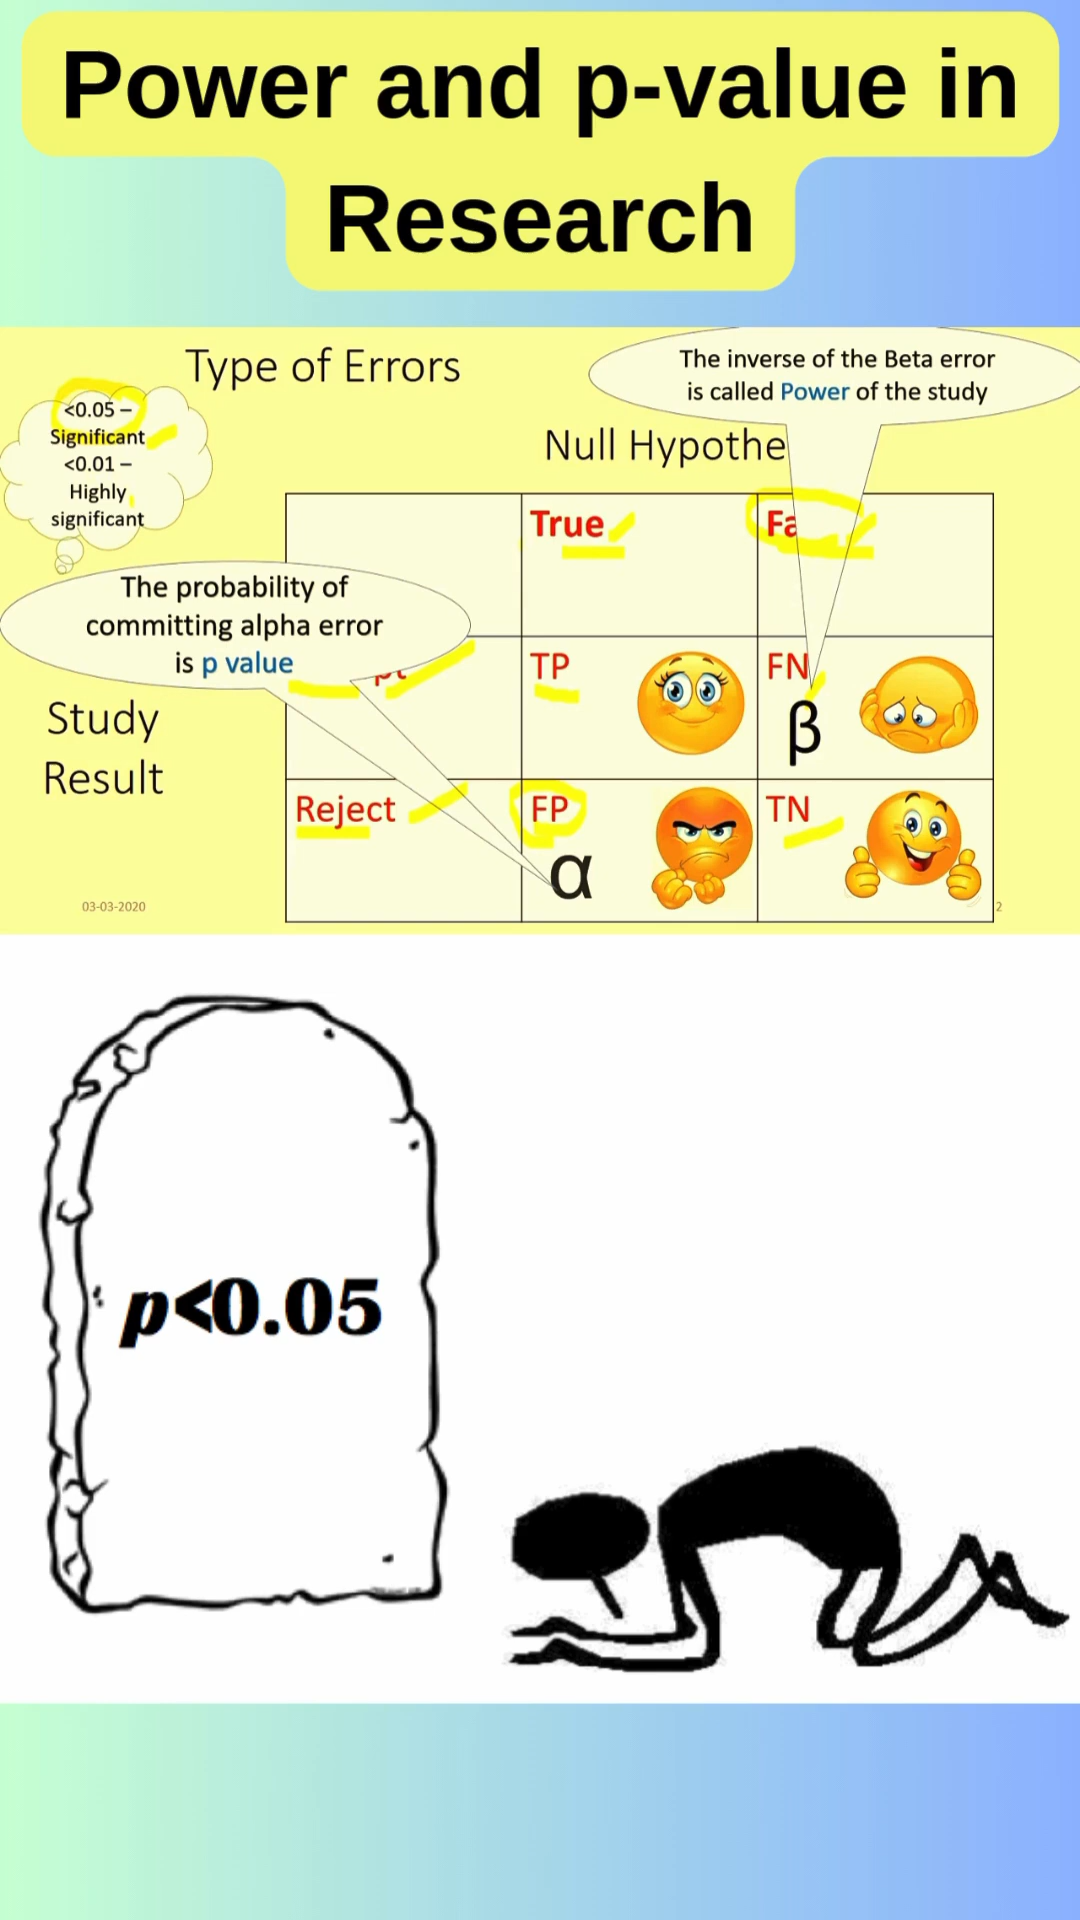 Power and p-value in
Research
Type of Errors
The inverse of the Beta error
is called Power of the study
<0.05 –
Significant
<0.01 –
Highly
significant
Null Hypothe
True
Fa
The probability of
committing alpha error
is p value
TP
FN
β
Study
Result
Reject
FP
α
TN
03-03-2020
2
p<0.05